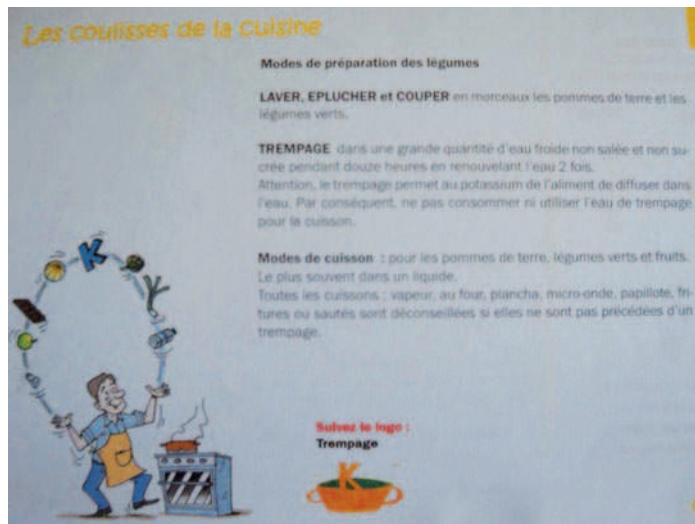 Les coulisses de la cuisine
Modes de préparation des légumes
LAVER, EPLUCHER et COUPER en morceaux les pommes de terre et les
légumes verts.
TREMPAGE dans une grande quantité d'eau froide non salée et non su-
crée pendant douze heures en renouvelant l'eau 2 fois.
Attention, le trempage permet au potassium de l'aliment de diffuser dans
l'eau. Par conséquent, ne pas consommer ni utiliser l'eau de trempage
pour la cuisson.
Modes de cuisson : pour les pommes de terre, légumes verts et fruits.
Le plus souvent dans un liquide.
Toutes les cuissons : vapeur, au four, plancha, micro-onde, papillote, fri-
tures ou sautés sont déconseillées si elles ne sont pas précédées d'un
trempage.
K
Suivez le logo :
Trempage
K